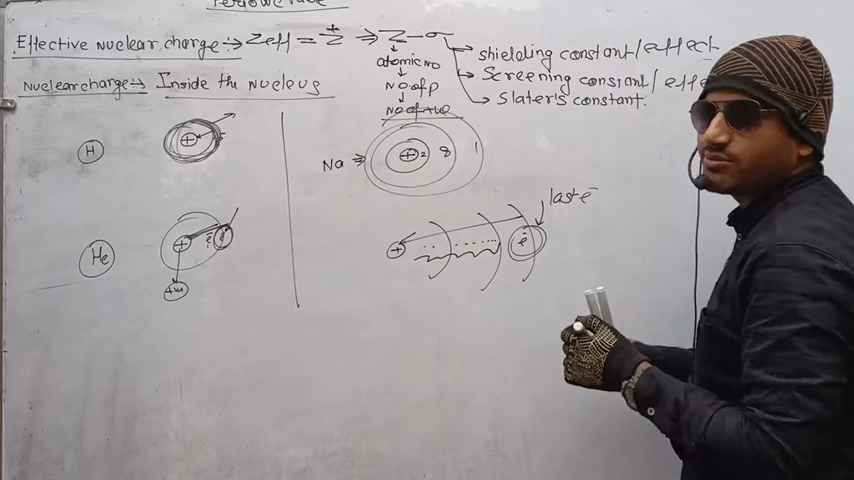 Effective nuclear charge:→ Zeff = Z* ⇒ Z-σ
shielding constant/effect
Screening constant/effe
Slater's constant.
atomic no
No of p
No of +ve
Nuclear charge:→ Inside the nucleus
H
+
Na ⇒
+ 2 8 1
He
+ ē ē
+
ē
last e⁻